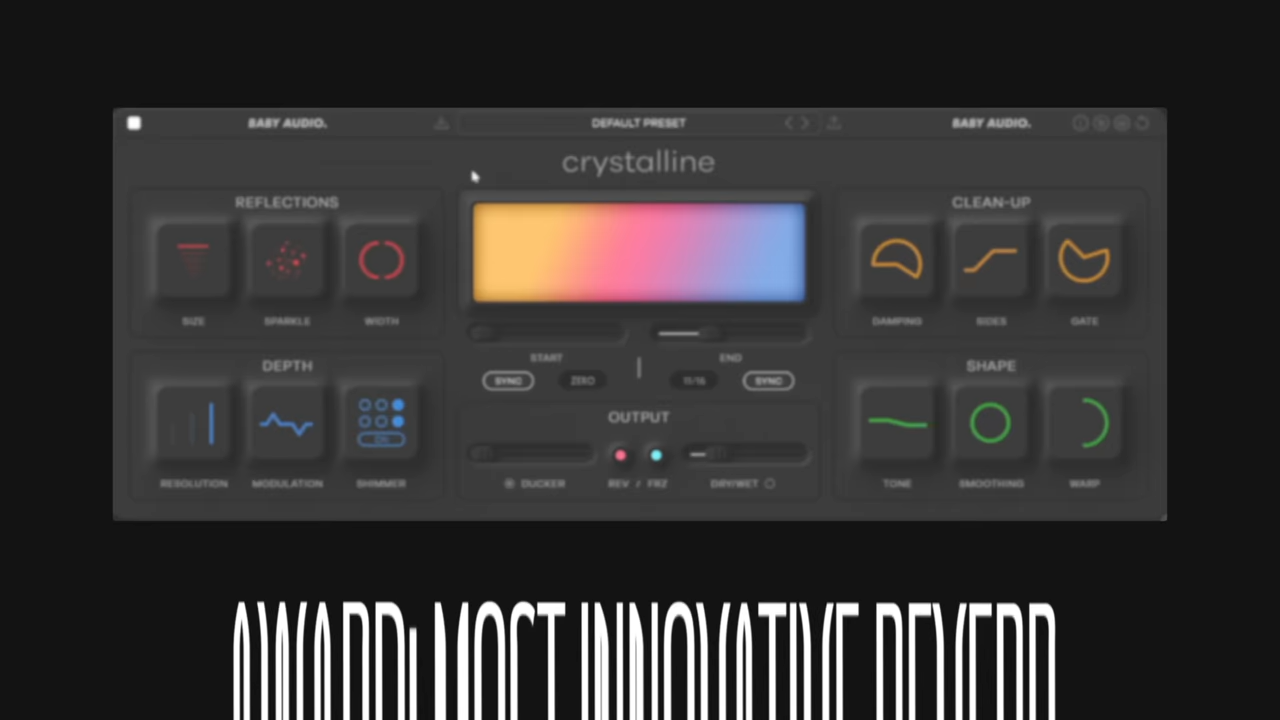 BABY AUDIO. DEFAULT PRESET BABY AUDIO.
crystalline
REFLECTIONS
SIZE SPARKLE WIDTH
DEPTH
RESOLUTION MODULATION SHIMMER
START END
SYNC ZERO 11/16 SYNC
OUTPUT
DUCKER REV / FRZ DRY/WET
CLEAN-UP
DAMPING SIDES GATE
SHAPE
TONE SMOOTHING WARP
AWARD: MOST INNOVATIVE REVERB